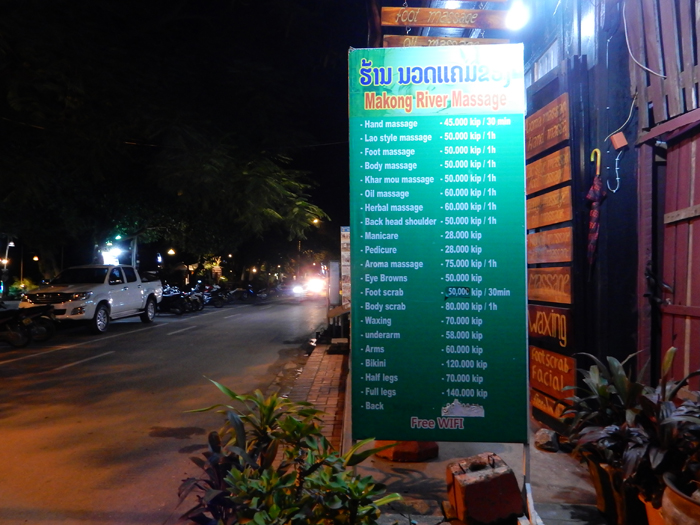 foot massage
oil massage
ຮ້ານ ນວດແຄມຂອງ
Makong River Massage
- Hand massage - 45.000 kip / 30 min
- Lao style massage - 50.000 kip / 1h
- Foot massage - 50.000 kip / 1h
- Body massage - 50.000 kip / 1h
- Khar mou massage - 50.000 kip / 1h
- Oil massage - 60.000 kip / 1h
- Herbal massage - 60.000 kip / 1h
- Back head shoulder - 50.000 kip / 1h
- Manicare - 28.000 kip
- Pedicure - 28.000 kip
- Aroma massage - 75.000 kip / 1h
- Eye Browns - 50.000 kip
- Foot scrab - 50,000 kip / 30min
- Body scrab - 80.000 kip / 1h
- Waxing - 70.000 kip
- underarm - 58.000 kip
- Arms - 60.000 kip
- Bikini - 120.000 kip
- Half legs - 70.000 kip
- Full legs - 140.000 kip
- Back
Free WIFI
massage
waxing
Foot scrab
Facial